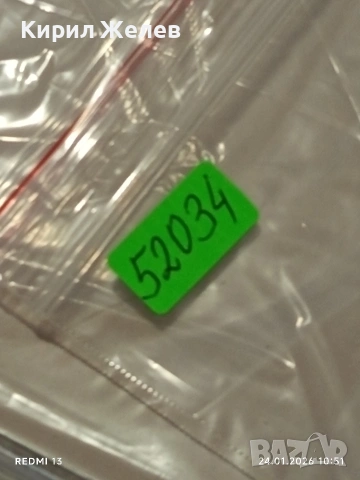 Кирил Желев
52034
REDMI 13
24.01.2026 10:51
BAZAR